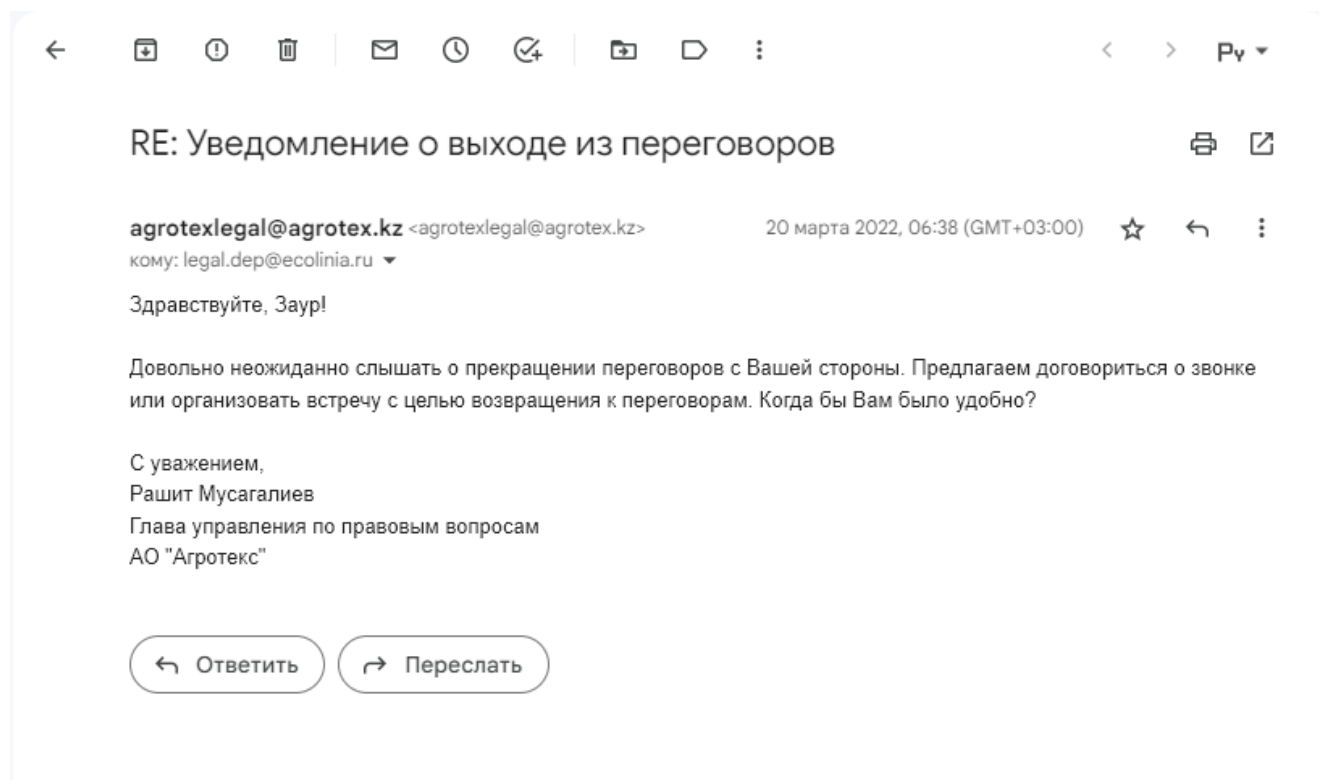 Ру
RE: Уведомление о выходе из переговоров
agrotexlegal@agrotex.kz <agrotexlegal@agrotex.kz> 20 марта 2022, 06:38 (GMT+03:00)
кому: legal.dep@ecolinia.ru
Здравствуйте, Заур!
Довольно неожиданно слышать о прекращении переговоров с Вашей стороны. Предлагаем договориться о звонке
или организовать встречу с целью возвращения к переговорам. Когда бы Вам было удобно?
С уважением,
Рашит Мусагалиев
Глава управления по правовым вопросам
АО "Агротекс"
Ответить Переслать